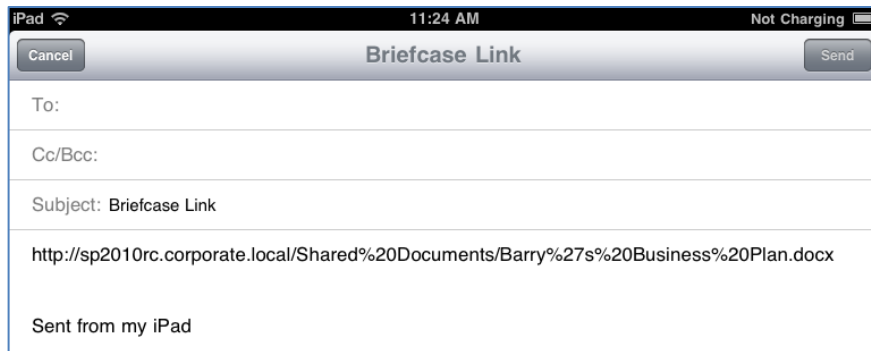 iPad 11:24 AM Not Charging
Cancel Briefcase Link Send
To:
Cc/Bcc:
Subject: Briefcase Link
http://sp2010rc.corporate.local/Shared%20Documents/Barry%27s%20Business%20Plan.docx
Sent from my iPad